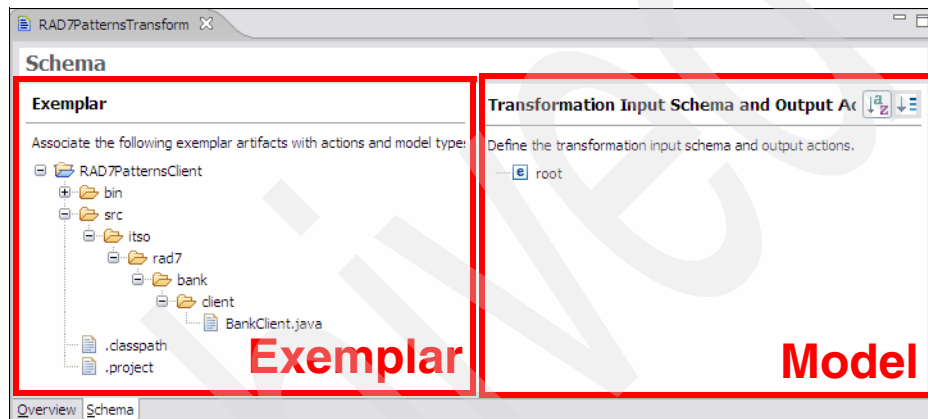 RAD7PatternsTransform
Schema
Exemplar
Associate the following exemplar artifacts with actions and model type:
RAD7PatternsClient
bin
src
itso
rad7
bank
client
BankClient.java
.classpath
.project
Exemplar
Transformation Input Schema and Output Ac
Define the transformation input schema and output actions.
root
Model
Overview Schema